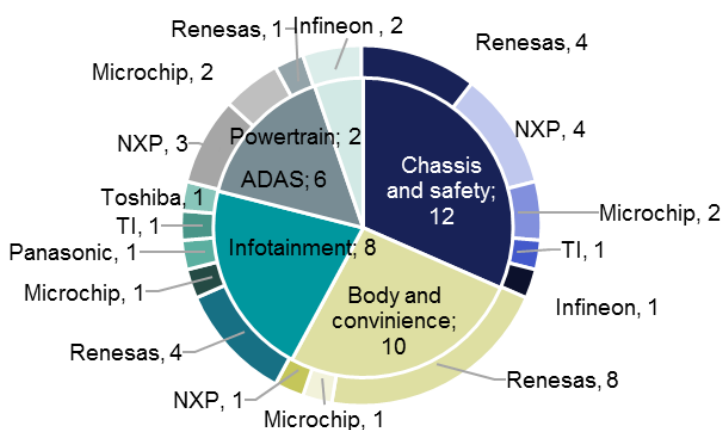 Renesas, 1
Infineon , 2
Renesas, 4
Microchip, 2
NXP, 4
NXP, 3
Powertrain; 2
ADAS; 6
Chassis
and safety;
12
Toshiba, 1
Microchip, 2
TI, 1
TI, 1
Panasonic, 1
Infotainment; 8
Microchip, 1
Body and
convinience;
10
Infineon, 1
Renesas, 4
Renesas, 8
NXP, 1
Microchip, 1